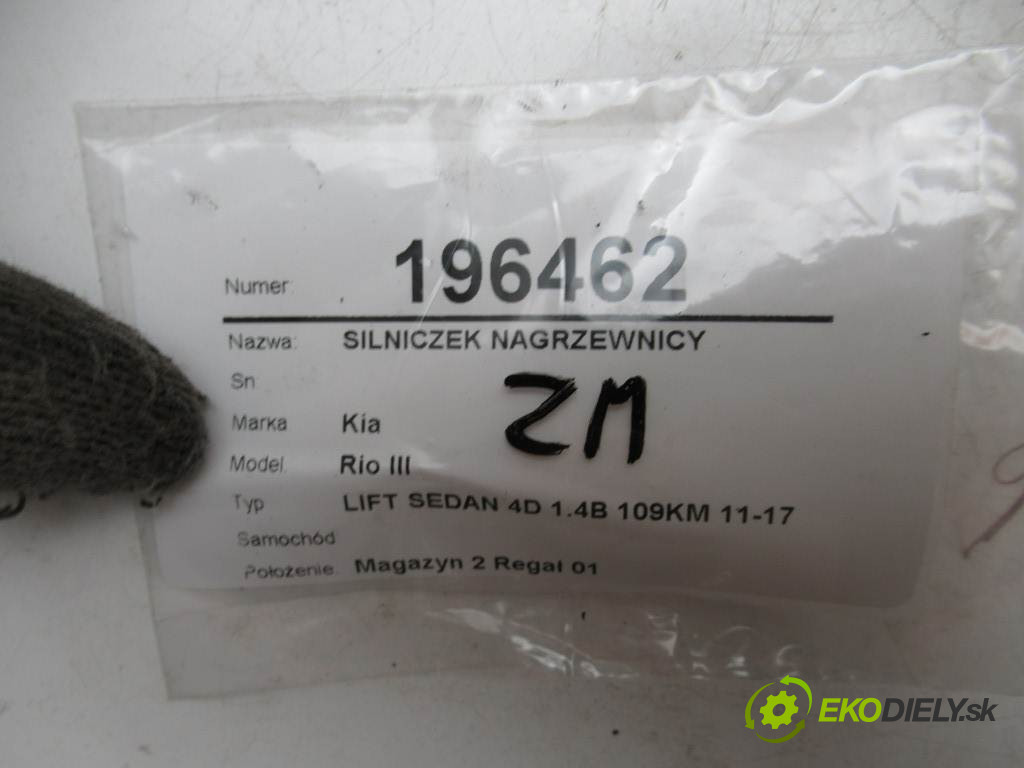 Numer: 196462
Nazwa: SILNICZEK NAGRZEWNICY
Sn
ZM
Marka Kia
Model Rio III
Typ LIFT SEDAN 4D 1.4B 109KM 11-17
Samochód
Położenie Magazyn 2 Regał 01
EKODIELY.sk